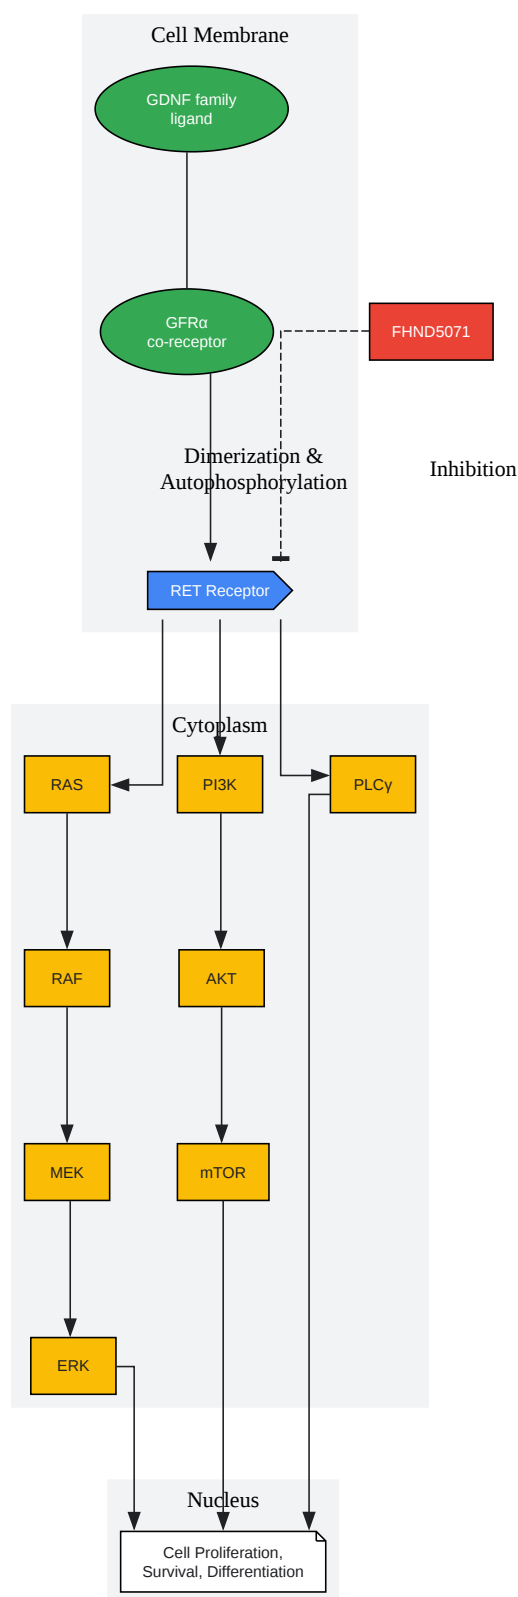 Cell Membrane
GDNF family
ligand
GFRα
co-receptor
FHND5071
Dimerization &
Autophosphorylation
Inhibition
RET Receptor
Cytoplasm
RAS
PI3K
PLCγ
RAF
AKT
MEK
mTOR
ERK
Nucleus
Cell Proliferation,
Survival, Differentiation